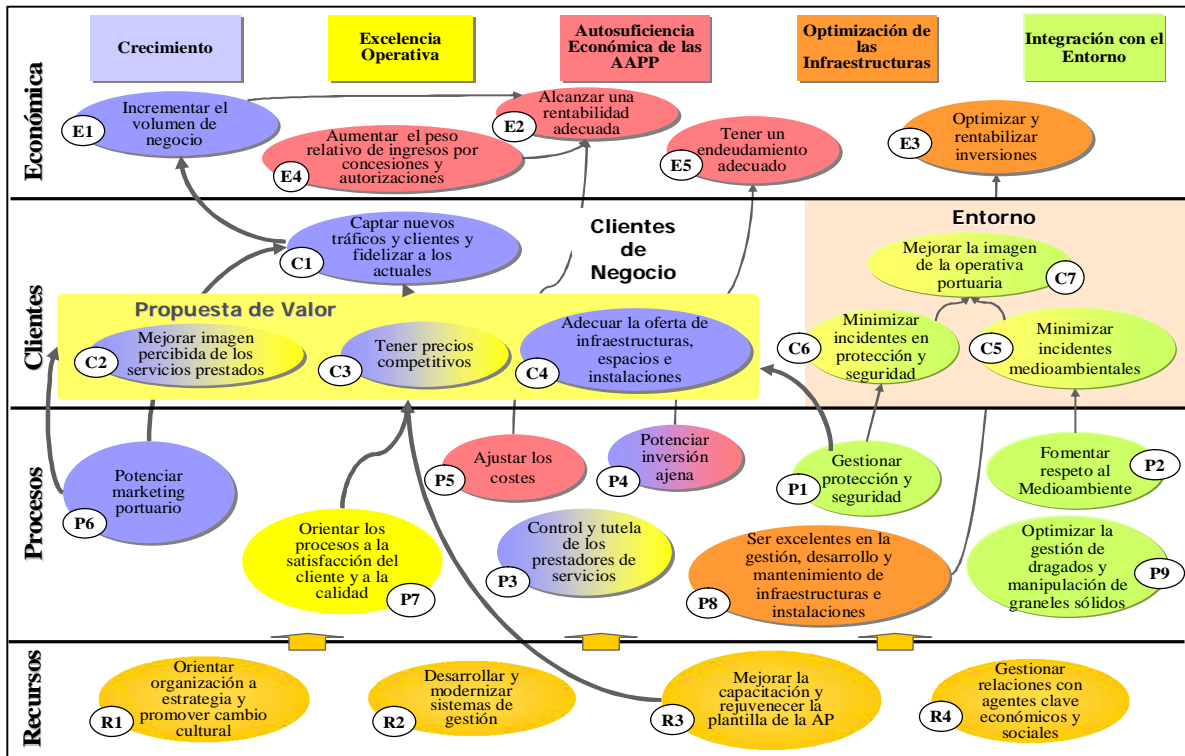 Crecimiento
Excelencia
Operativa
Autosuficiencia
Económica de las
AAPP
Optimización de
las
Infraestructuras
Integración con el
Entorno
Económica
E1
Incrementar el
volumen de
negocio
E4
Aumentar el peso
relativo de ingresos por
concesiones y
autorizaciones
E2
Alcanzar una
rentabilidad
adecuada
E5
Tener un
endeudamiento
adecuado
E3
Optimizar y
rentabilizar
inversiones
Clientes
C1
Captar nuevos
tráficos y clientes y
fidelizar a los
actuales
Clientes
de
Negocio
Propuesta de Valor
C2
Mejorar imagen
percibida de los
servicios prestados
C3
Tener precios
competitivos
C4
Adecuar la oferta de
infraestructuras,
espacios e
instalaciones
Entorno
Mejorar la imagen
de la operativa
portuaria
C7
C6
Minimizar
incidentes en
protección y
seguridad
C5
Minimizar
incidentes
medioambientales
Procesos
Potenciar
marketing
portuario
P6
Orientar los
procesos a la
satisfacción del
cliente y a la
calidad
P7
P5
Ajustar los
costes
P4
Potenciar
inversión
ajena
P3
Control y tutela
de los
prestadores de
servicios
P1
Gestionar
protección y
seguridad
Fomentar
respeto al
Medioambiente
P2
Ser excelentes en la
gestión, desarrollo y
mantenimiento de
infraestructuras e
instalaciones
P8
Optimizar la
gestión de
dragados y
manipulación de
graneles sólidos
P9
Recursos
R1
Orientar
organización a
estrategia y
promover cambio
cultural
R2
Desarrollar y
modernizar
sistemas de
gestión
R3
Mejorar la
capacitación y
rejuvenecer la
plantilla de la AP
R4
Gestionar
relaciones con
agentes clave
económicos y
sociales